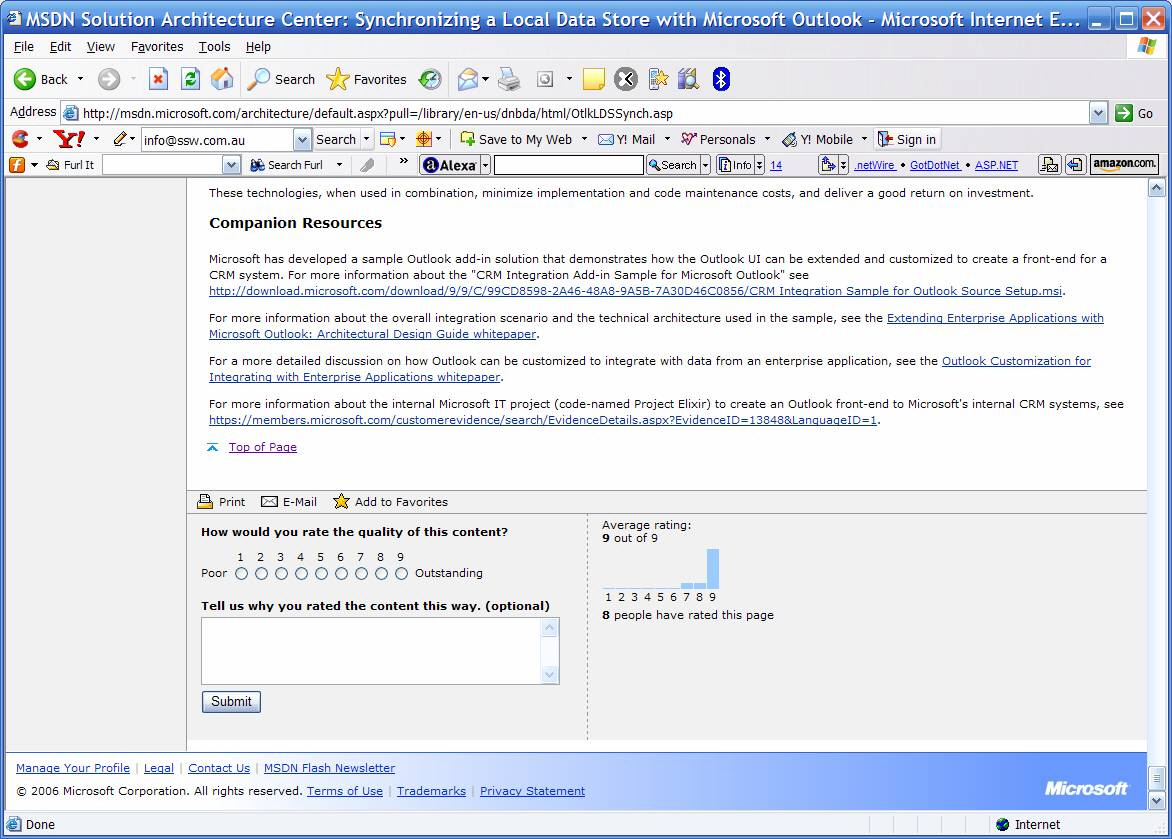 MSDN Solution Architecture Center: Synchronizing a Local Data Store with Microsoft Outlook - Microsoft Internet E...
File Edit View Favorites Tools Help
Back Search Favorites
Address http://msdn.microsoft.com/architecture/default.aspx?pull=/library/en-us/dnbda/html/OtlkLDSSynch.asp Go
Y! info@ssw.com.au Search Save to My Web Y! Mail Personals Y! Mobile Sign in
Furl It Search Furl » Alexa Search Info 14 .netWire • GotDotNet • ASP.NET amazon.com
These technologies, when used in combination, minimize implementation and code maintenance costs, and deliver a good return on investment.
Companion Resources
Microsoft has developed a sample Outlook add-in solution that demonstrates how the Outlook UI can be extended and customized to create a front-end for a
CRM system. For more information about the "CRM Integration Add-in Sample for Microsoft Outlook" see
http://download.microsoft.com/download/9/9/C/99CD8598-2A46-48A8-9A5B-7A30D46C0856/CRM Integration Sample for Outlook Source Setup.msi.
For more information about the overall integration scenario and the technical architecture used in the sample, see the Extending Enterprise Applications with
Microsoft Outlook: Architectural Design Guide whitepaper.
For a more detailed discussion on how Outlook can be customized to integrate with data from an enterprise application, see the Outlook Customization for
Integrating with Enterprise Applications whitepaper.
For more information about the internal Microsoft IT project (code-named Project Elixir) to create an Outlook front-end to Microsoft's internal CRM systems, see
https://members.microsoft.com/customerevidence/search/EvidenceDetails.aspx?EvidenceID=13848&LanguageID=1.
Top of Page
Print E-Mail Add to Favorites
How would you rate the quality of this content?
1 2 3 4 5 6 7 8 9
Poor Outstanding
Tell us why you rated the content this way. (optional)
Submit
Average rating:
9 out of 9
1 2 3 4 5 6 7 8 9
8 people have rated this page
Manage Your Profile | Legal | Contact Us | MSDN Flash Newsletter
© 2006 Microsoft Corporation. All rights reserved. Terms of Use | Trademarks | Privacy Statement
Microsoft
Done Internet